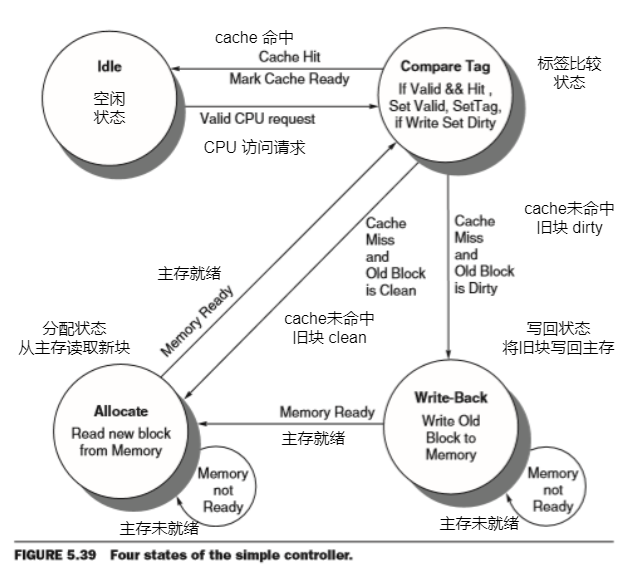 cache 命中
Cache Hit
Mark Cache Ready
Idle
空闲
状态
Valid CPU request
CPU 访问请求
Compare Tag
If Valid && Hit ,
Set Valid, SetTag,
if Write Set Dirty
标签比较
状态
Cache
Miss
and
Old Block
is Clean
cache未命中
旧块 clean
Cache
Miss
and
Old Block
is Dirty
cache未命中
旧块 dirty
主存就绪
Memory Ready
分配状态
从主存读取新块
写回状态
将旧块写回主存
Allocate
Read new block
from Memory
Memory Ready
主存就绪
Write-Back
Write Old
Block to
Memory
Memory
not
Ready
主存未就绪
Memory
not
Ready
主存未就绪
FIGURE 5.39 Four states of the simple controller.